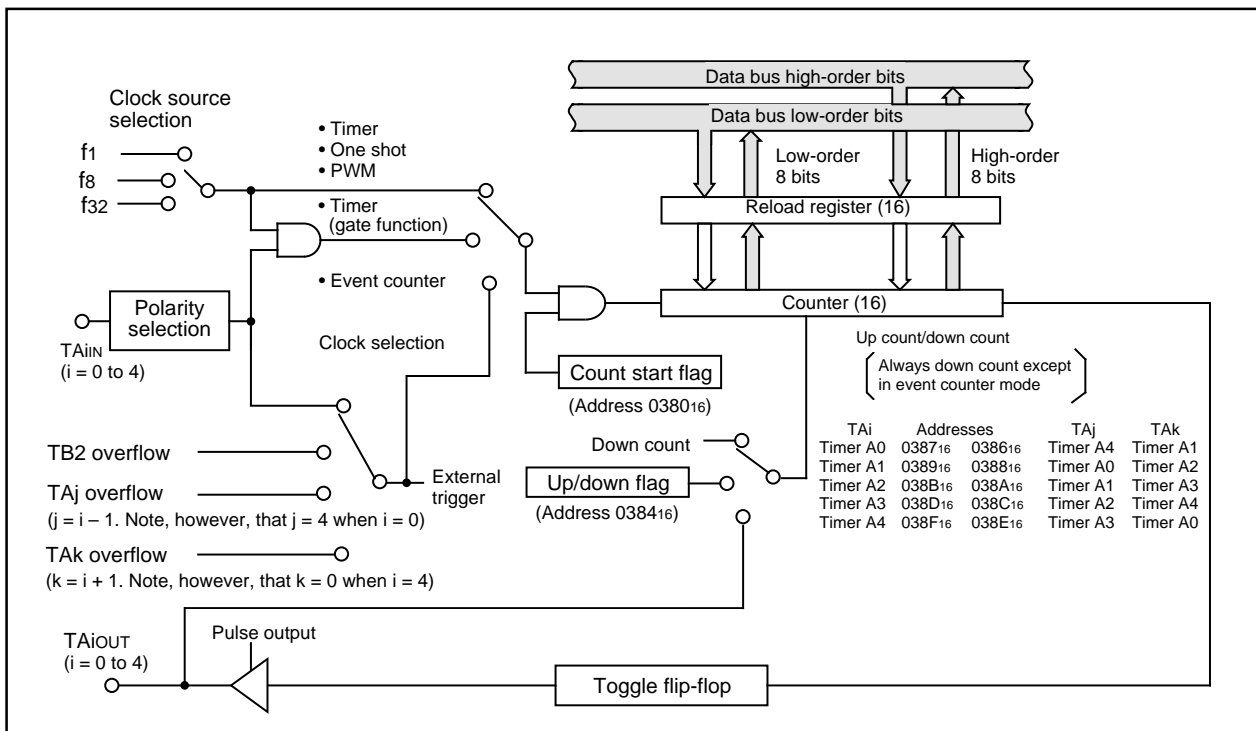 Data bus high-order bits
Data bus low-order bits
Clock source
selection
f1
f8
f32
• Timer
• One shot
• PWM
• Timer
(gate function)
• Event counter
Low-order
8 bits
High-order
8 bits
Reload register (16)
Counter (16)
Polarity
selection
TAiIN
(i = 0 to 4)
Clock selection
Count start flag
(Address 038016)
Up count/down count
Always down count except
in event counter mode
TB2 overflow
TAj overflow
(j = i – 1. Note, however, that j = 4 when i = 0)
TAk overflow
(k = i + 1. Note, however, that k = 0 when i = 4)
External
trigger
Down count
Up/down flag
(Address 038416)
TAi Addresses TAj TAk
Timer A0 038716 038616 Timer A4 Timer A1
Timer A1 038916 038816 Timer A0 Timer A2
Timer A2 038B16 038A16 Timer A1 Timer A3
Timer A3 038D16 038C16 Timer A2 Timer A4
Timer A4 038F16 038E16 Timer A3 Timer A0
TAiOUT
(i = 0 to 4)
Pulse output
Toggle flip-flop